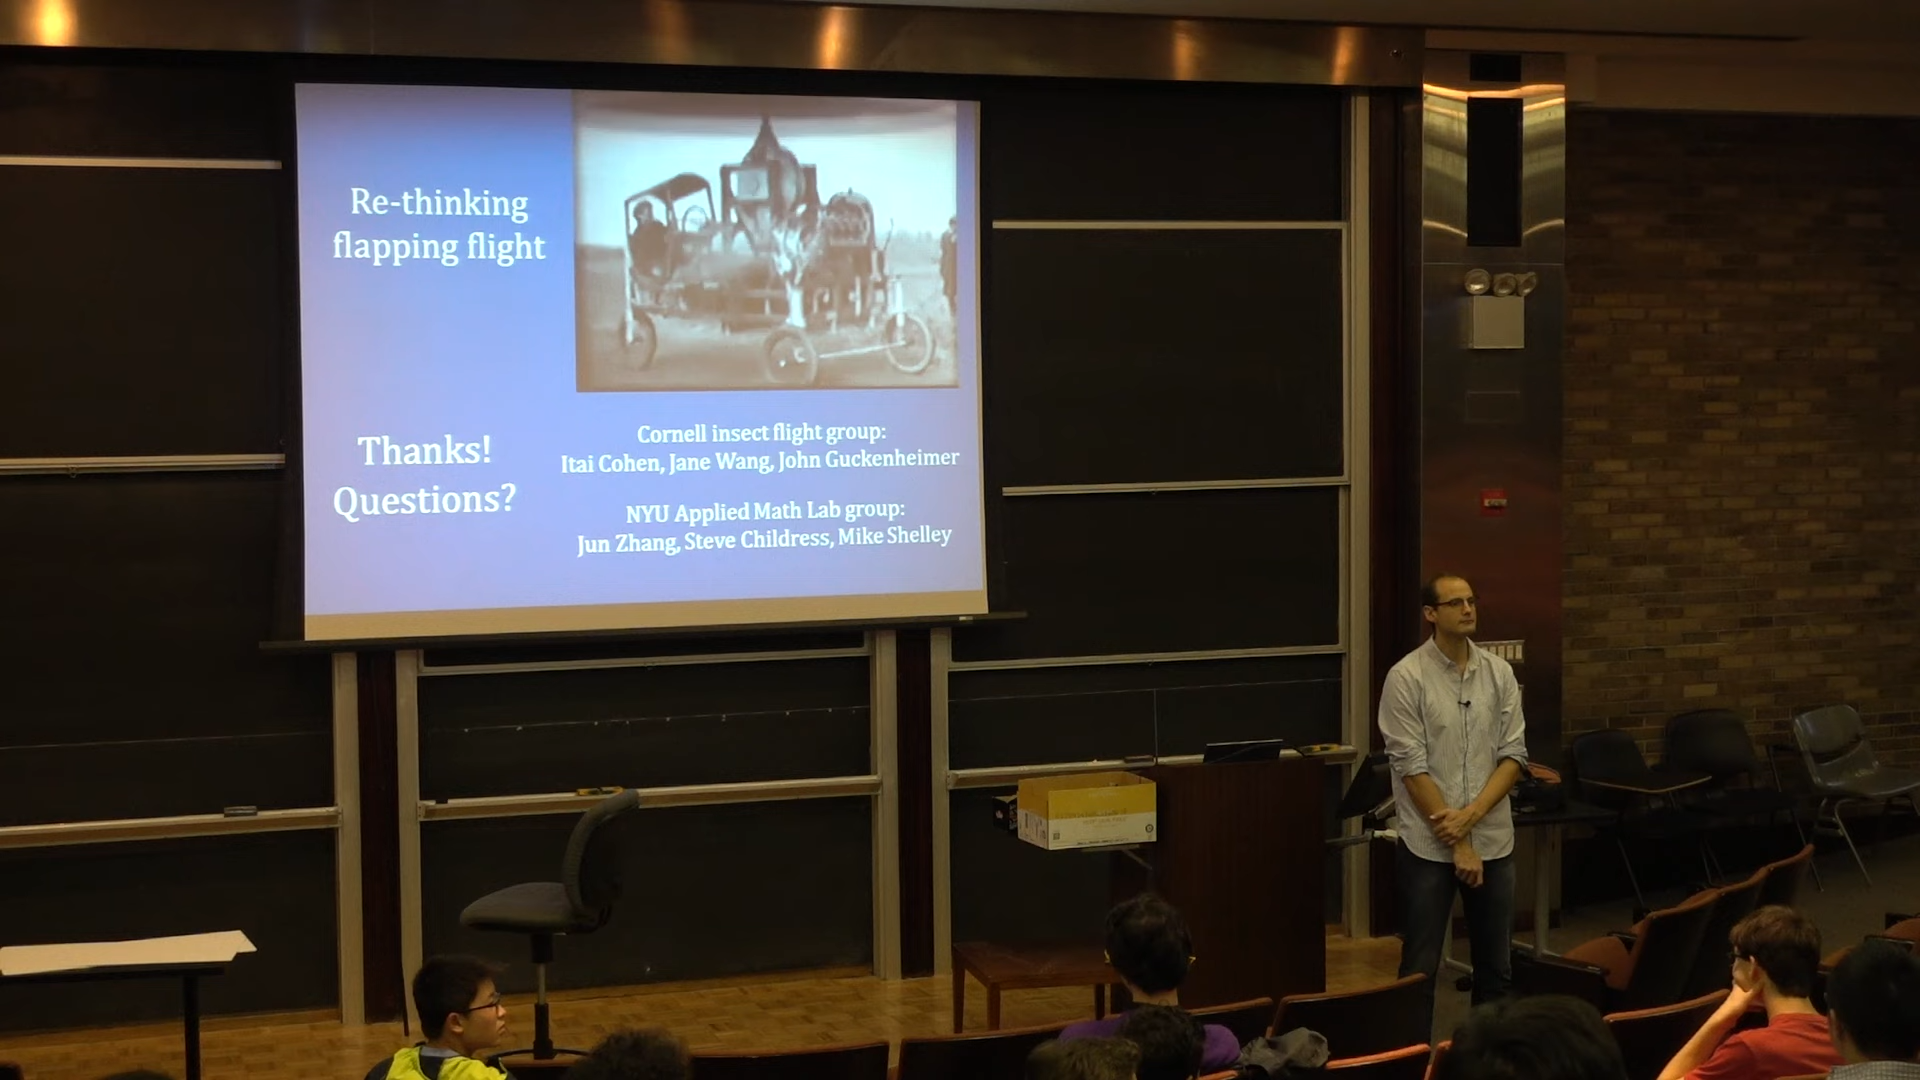 Re-thinking
flapping flight
Thanks!
Questions?
Cornell insect flight group:
Itai Cohen, Jane Wang, John Guckenheimer
NYU Applied Math Lab group:
Jun Zhang, Steve Childress, Mike Shelley